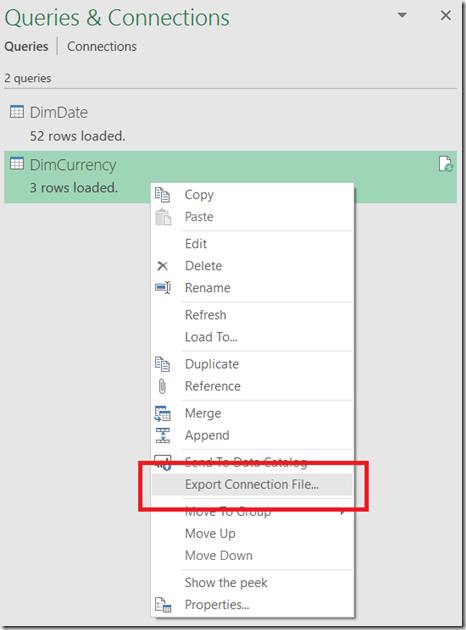 Queries & Connections
Queries Connections
2 queries
DimDate
52 rows loaded.
DimCurrency
3 rows loaded.
Copy
Paste
Edit
Delete
Rename
Refresh
Load To...
Duplicate
Reference
Merge
Append
Send To Data Catalog
Export Connection File...
Move To Group
Move Up
Move Down
Show the peek
Properties...